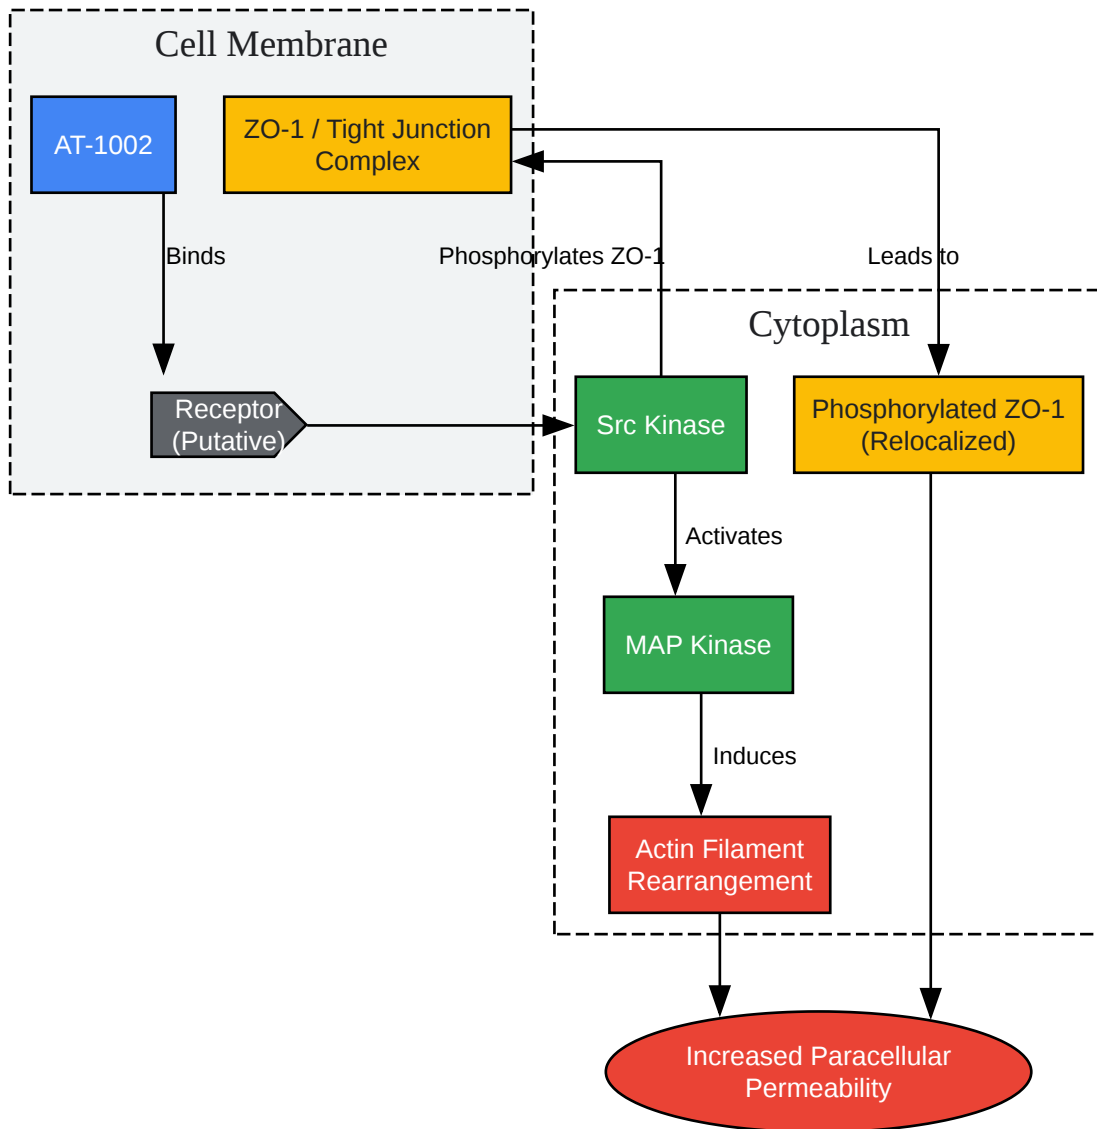 Cell Membrane
AT-1002
ZO-1 / Tight Junction
Complex
Binds
Phosphorylates ZO-1
Leads to
Cytoplasm
Receptor
(Putative)
Src Kinase
Phosphorylated ZO-1
(Relocalized)
Activates
MAP Kinase
Induces
Actin Filament
Rearrangement
Increased Paracellular
Permeability